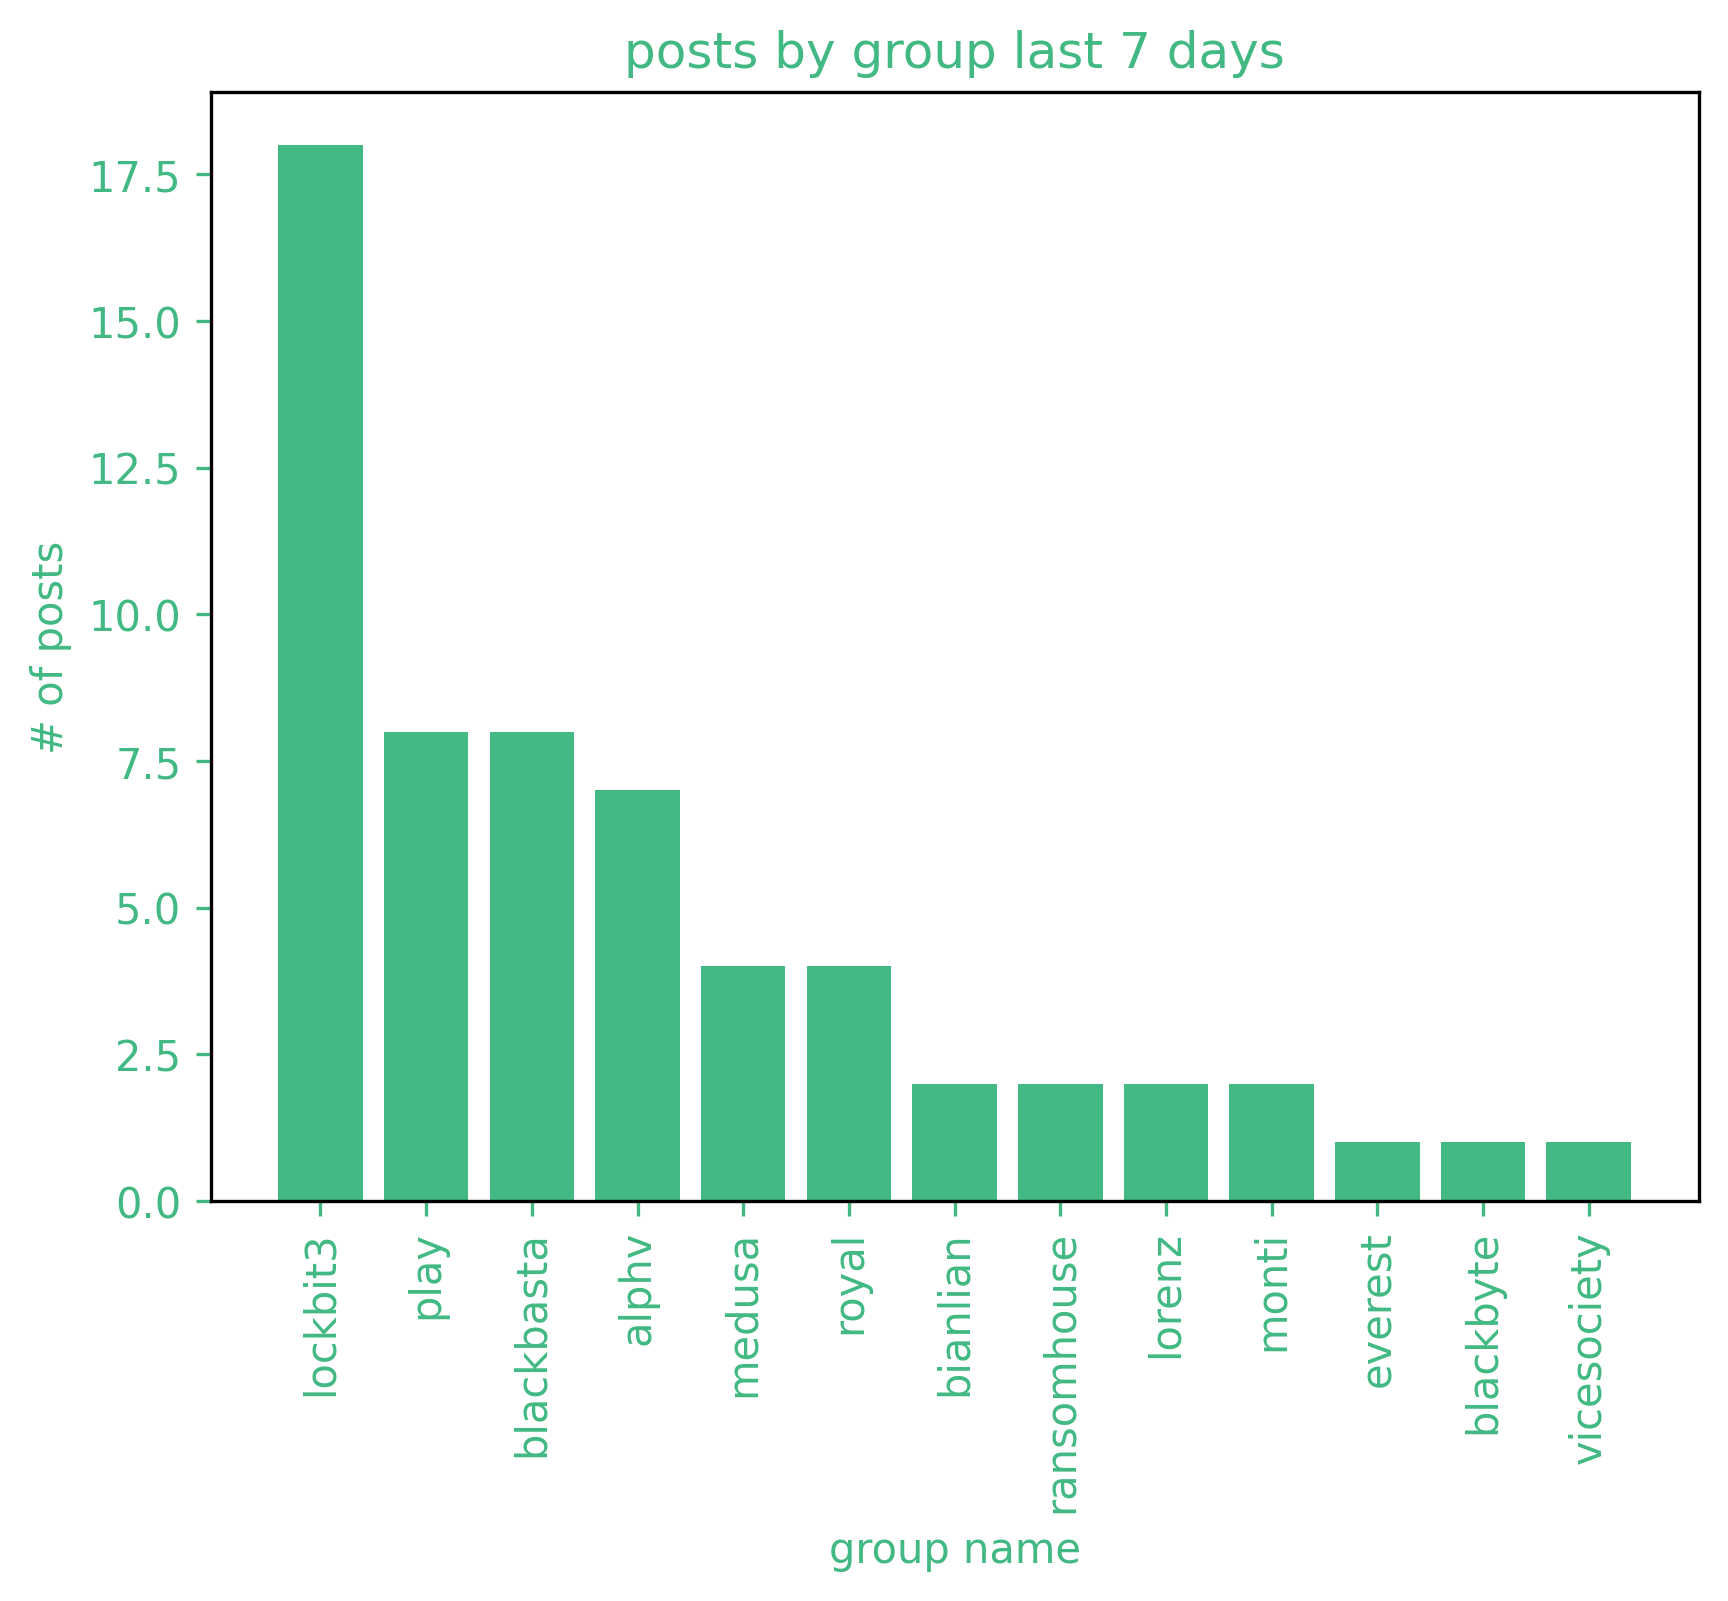 posts by group last 7 days
# of posts
17.5
15.0
12.5
10.0
7.5
5.0
2.5
0.0
lockbit3
play
blackbasta
alphv
medusa
royal
bianlian
ransomhouse
lorenz
monti
everest
blackbyte
vicesociety
group name